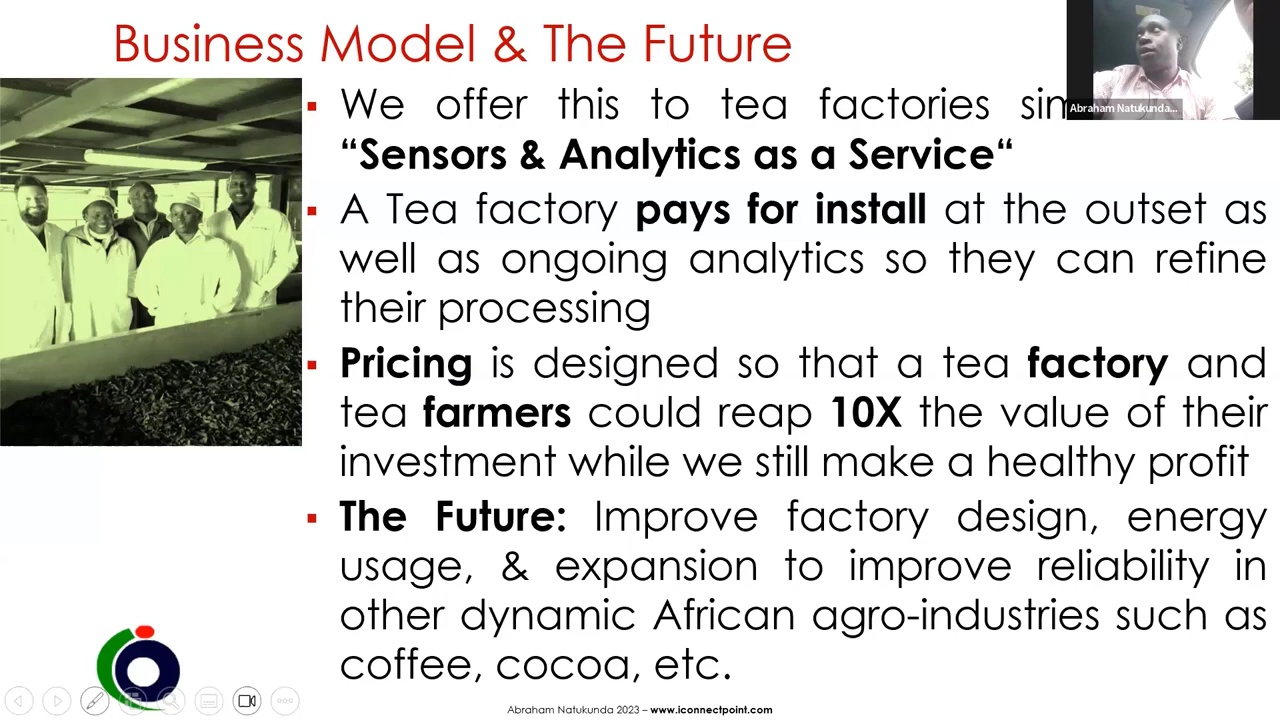 Business Model & The Future
We offer this to tea factories
“Sensors & Analytics as a Service“
A Tea factory pays for install at the outset as
well as ongoing analytics so they can refine
their processing
Pricing is designed so that a tea factory and
tea farmers could reap 10X the value of their
investment while we still make a healthy profit
The Future: Improve factory design, energy
usage, & expansion to improve reliability in
other dynamic African agro-industries such as
coffee, cocoa, etc.
Abraham Natukunda 2023 – www.iconnectpoint.com
Abraham Natukunda...